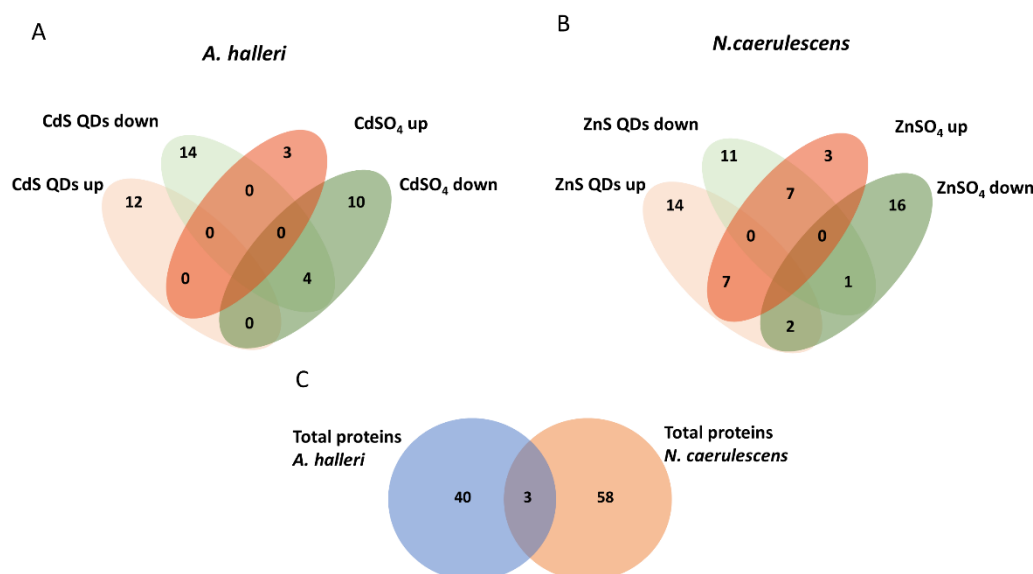 A
A. halleri
CdS QDs down
CdSO4 up
CdS QDs up
CdSO4 down
14
3
12
0
10
0
0
0
4
0
B
N.caerulescens
ZnS QDs down
ZnSO4 up
ZnS QDs up
ZnSO4 down
11
3
14
7
16
0
0
7
1
2
C
Total proteins
A. halleri
Total proteins
N. caerulescens
40
3
58